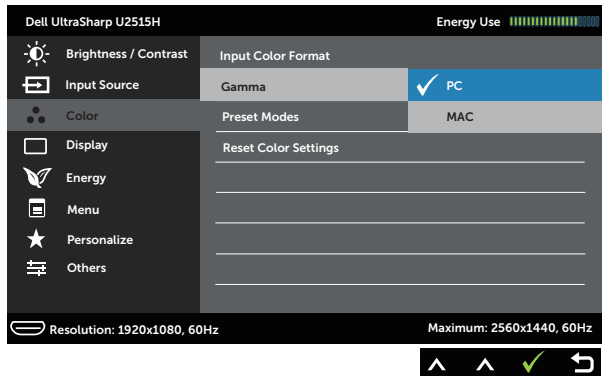 Dell UltraSharp U2515H Energy Use
Brightness / Contrast Input Color Format
Input Source Gamma PC
Color Preset Modes MAC
Display Reset Color Settings
Energy
Menu
Personalize
Others
Resolution: 1920x1080, 60Hz Maximum: 2560x1440, 60Hz